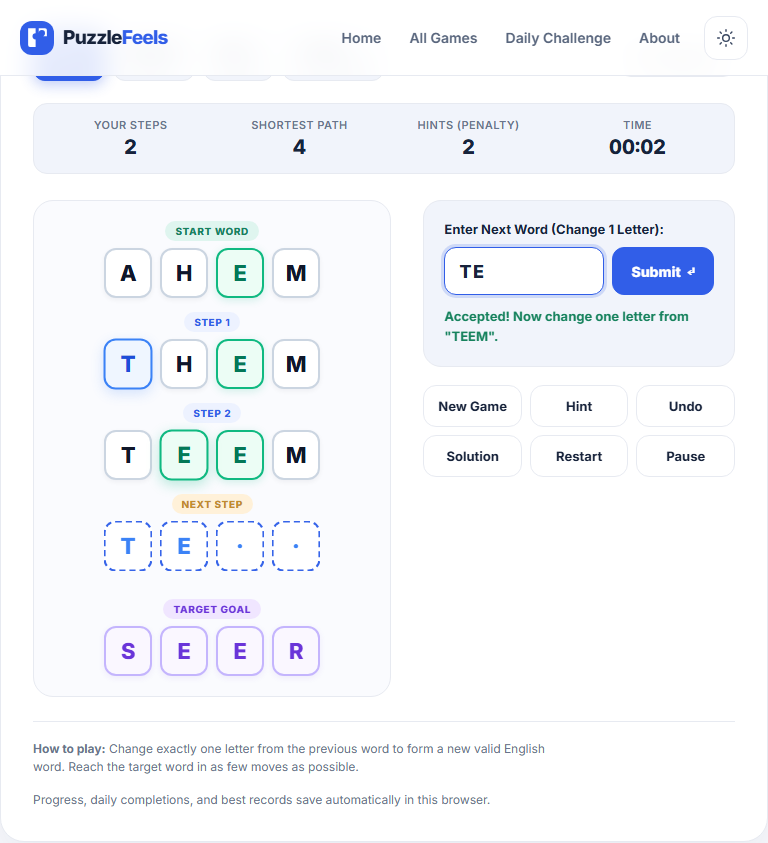 PuzzleFeels Home All Games Daily Challenge About
YOUR STEPS SHORTEST PATH HINTS (PENALTY) TIME
2 4 2 00:02
START WORD
A H E M
STEP 1
T H E M
STEP 2
T E E M
NEXT STEP
T E · ·
TARGET GOAL
S E E R
Enter Next Word (Change 1 Letter):
TE Submit ↵
Accepted! Now change one letter from
"TEEM".
New Game Hint Undo
Solution Restart Pause
How to play: Change exactly one letter from the previous word to form a new valid English
word. Reach the target word in as few moves as possible.
Progress, daily completions, and best records save automatically in this browser.